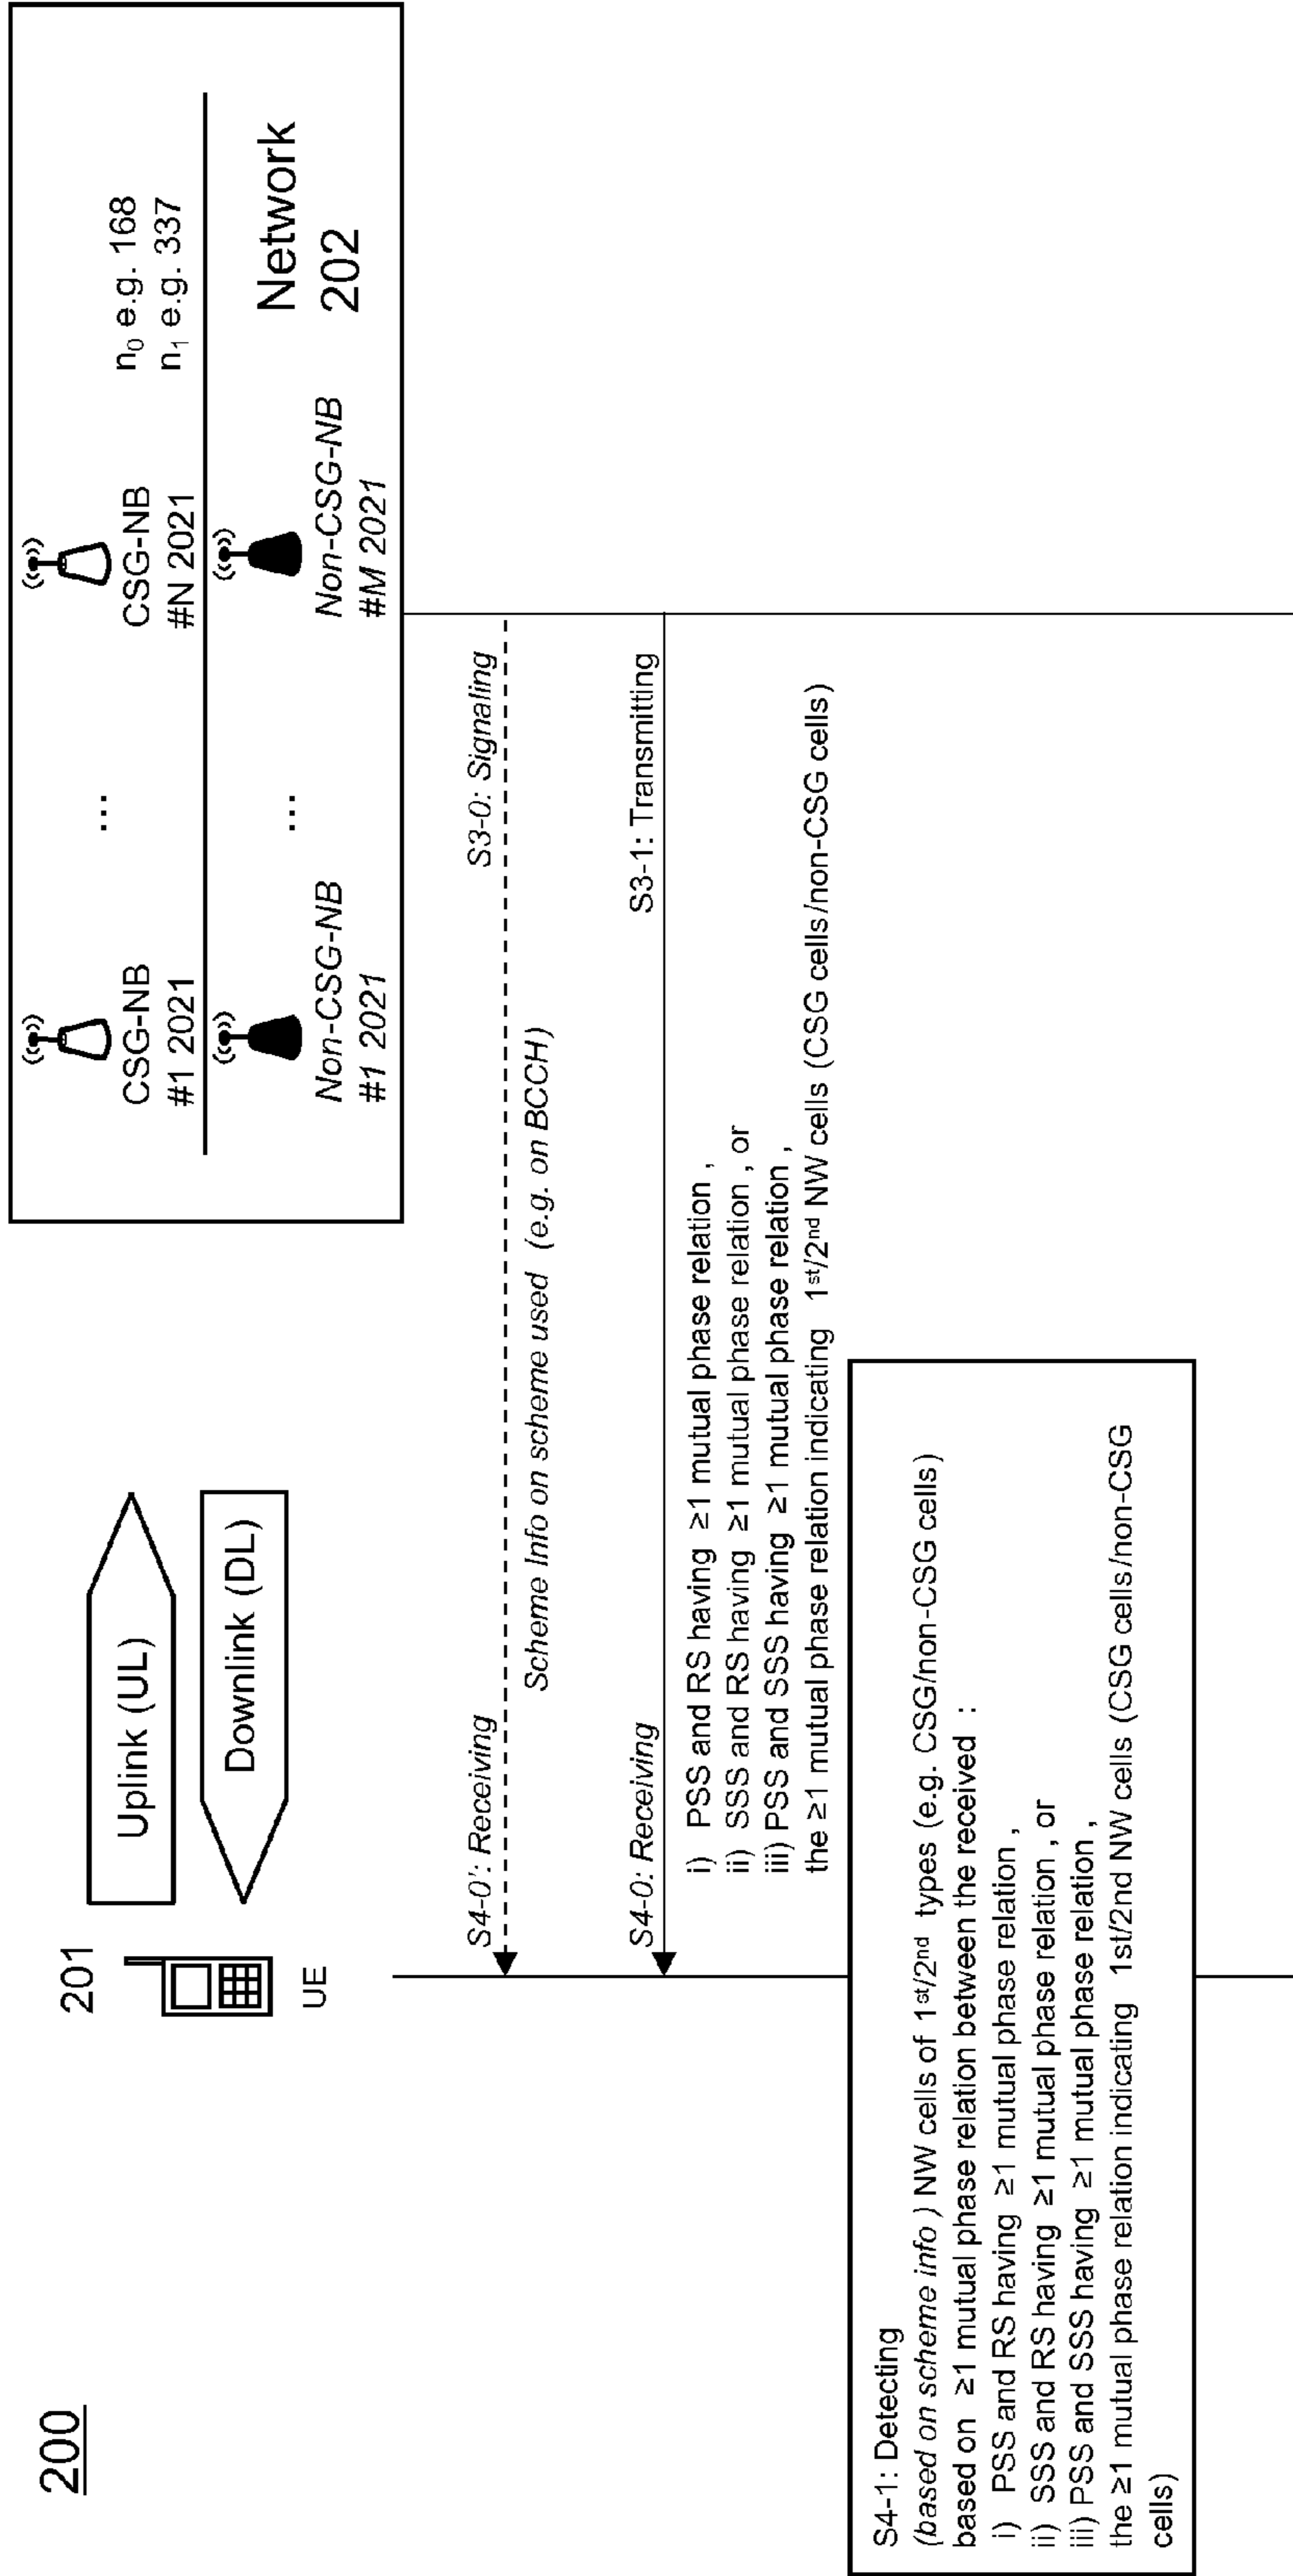 200
201
UE
Uplink (UL)
Downlink (DL)
CSG-NB
#1 2021
...
CSG-NB
#N 2021
n₀ e.g. 168
n₁ e.g. 337
Non-CSG-NB
#1 2021
...
Non-CSG-NB
#M 2021
Network
202
S4-0': Receiving
S3-0: Signaling
Scheme Info on scheme used (e.g. on BCCH)
S4-0: Receiving
S3-1: Transmitting
i) PSS and RS having ≥1 mutual phase relation ,
ii) SSS and RS having ≥1 mutual phase relation , or
iii) PSS and SSS having ≥1 mutual phase relation ,
the ≥1 mutual phase relation indicating 1st/2nd NW cells (CSG cells/non-CSG cells)
S4-1: Detecting
(based on scheme info ) NW cells of 1st/2nd types (e.g. CSG/non-CSG cells)
based on ≥1 mutual phase relation between the received :
i) PSS and RS having ≥1 mutual phase relation ,
ii) SSS and RS having ≥1 mutual phase relation , or
iii) PSS and SSS having ≥1 mutual phase relation ,
the ≥1 mutual phase relation indicating 1st/2nd NW cells (CSG cells/non-CSG
cells)